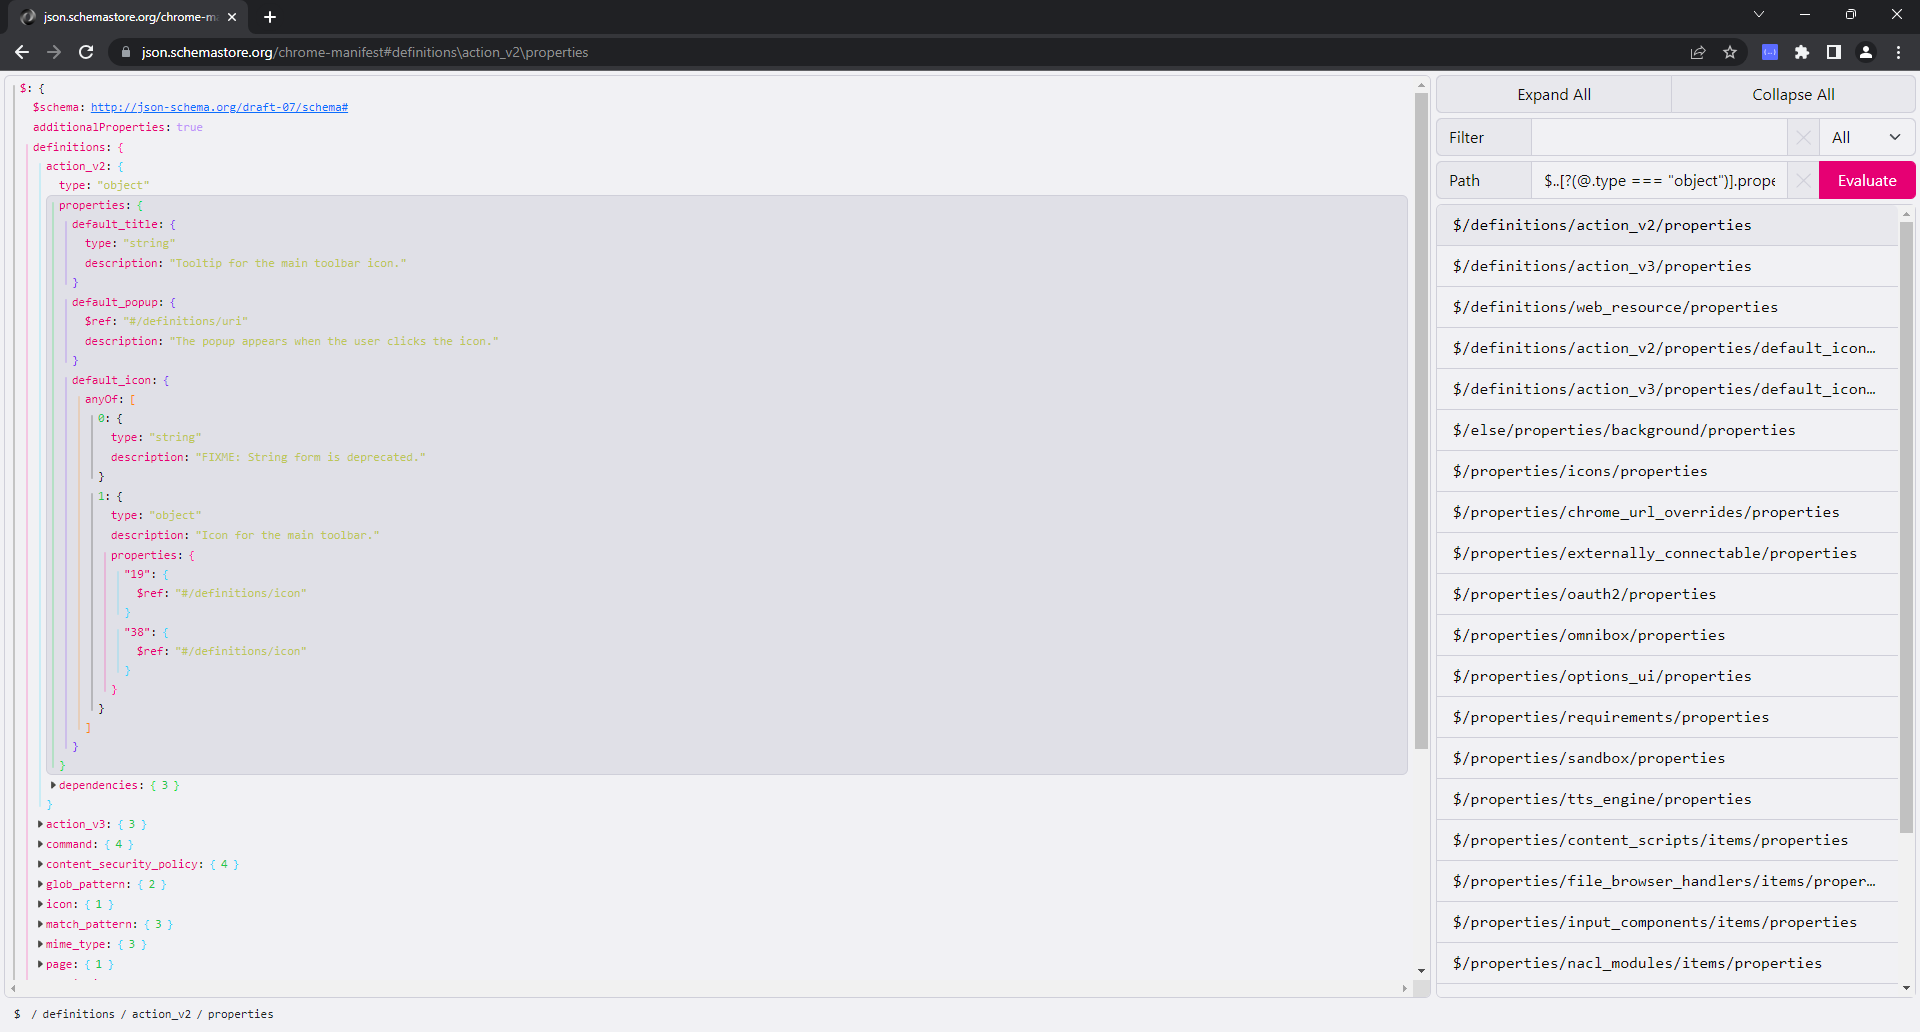 json.schemastore.org/chrome-m
json.schemastore.org/chrome-manifest#definitions\action_v2\properties
$: {
$schema: http://json-schema.org/draft-07/schema#
additionalProperties: true
definitions: {
action_v2: {
type: "object"
properties: {
default_title: {
type: "string"
description: "Tooltip for the main toolbar icon."
}
default_popup: {
$ref: "#/definitions/uri"
description: "The popup appears when the user clicks the icon."
}
default_icon: {
anyOf: [
0: {
type: "string"
description: "FIXME: String form is deprecated."
}
1: {
type: "object"
description: "Icon for the main toolbar."
properties: {
"19": {
$ref: "#/definitions/icon"
}
"38": {
$ref: "#/definitions/icon"
}
}
}
]
}
}
dependencies: { 3 }
}
action_v3: { 3 }
command: { 4 }
content_security_policy: { 4 }
glob_pattern: { 2 }
icon: { 1 }
match_pattern: { 3 }
mime_type: { 3 }
page: { 1 }
$ / definitions / action_v2 / properties
Expand All
Collapse All
Filter
All
Path
$..[?(@.type === "object")].prope
Evaluate
$/definitions/action_v2/properties
$/definitions/action_v3/properties
$/definitions/web_resource/properties
$/definitions/action_v2/properties/default_icon…
$/definitions/action_v3/properties/default_icon…
$/else/properties/background/properties
$/properties/icons/properties
$/properties/chrome_url_overrides/properties
$/properties/externally_connectable/properties
$/properties/oauth2/properties
$/properties/omnibox/properties
$/properties/options_ui/properties
$/properties/requirements/properties
$/properties/sandbox/properties
$/properties/tts_engine/properties
$/properties/content_scripts/items/properties
$/properties/file_browser_handlers/items/proper…
$/properties/input_components/items/properties
$/properties/nacl_modules/items/properties